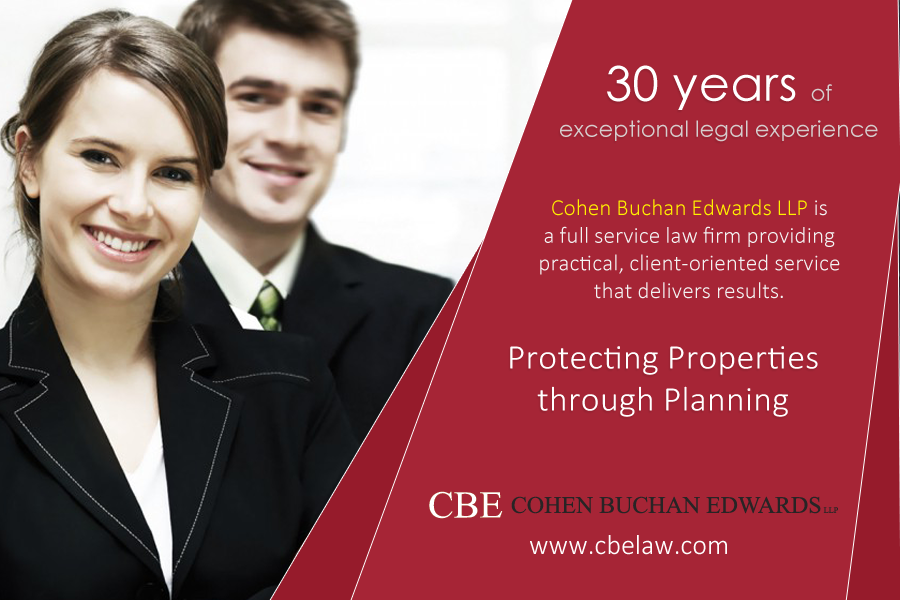 30 years of
exceptional legal experience
Cohen Buchan Edwards LLP is
a full service law firm providing
practical, client-oriented service
that delivers results.
Protecting Properties
through Planning
CBE COHEN BUCHAN EDWARDS LLP
www.cbelaw.com